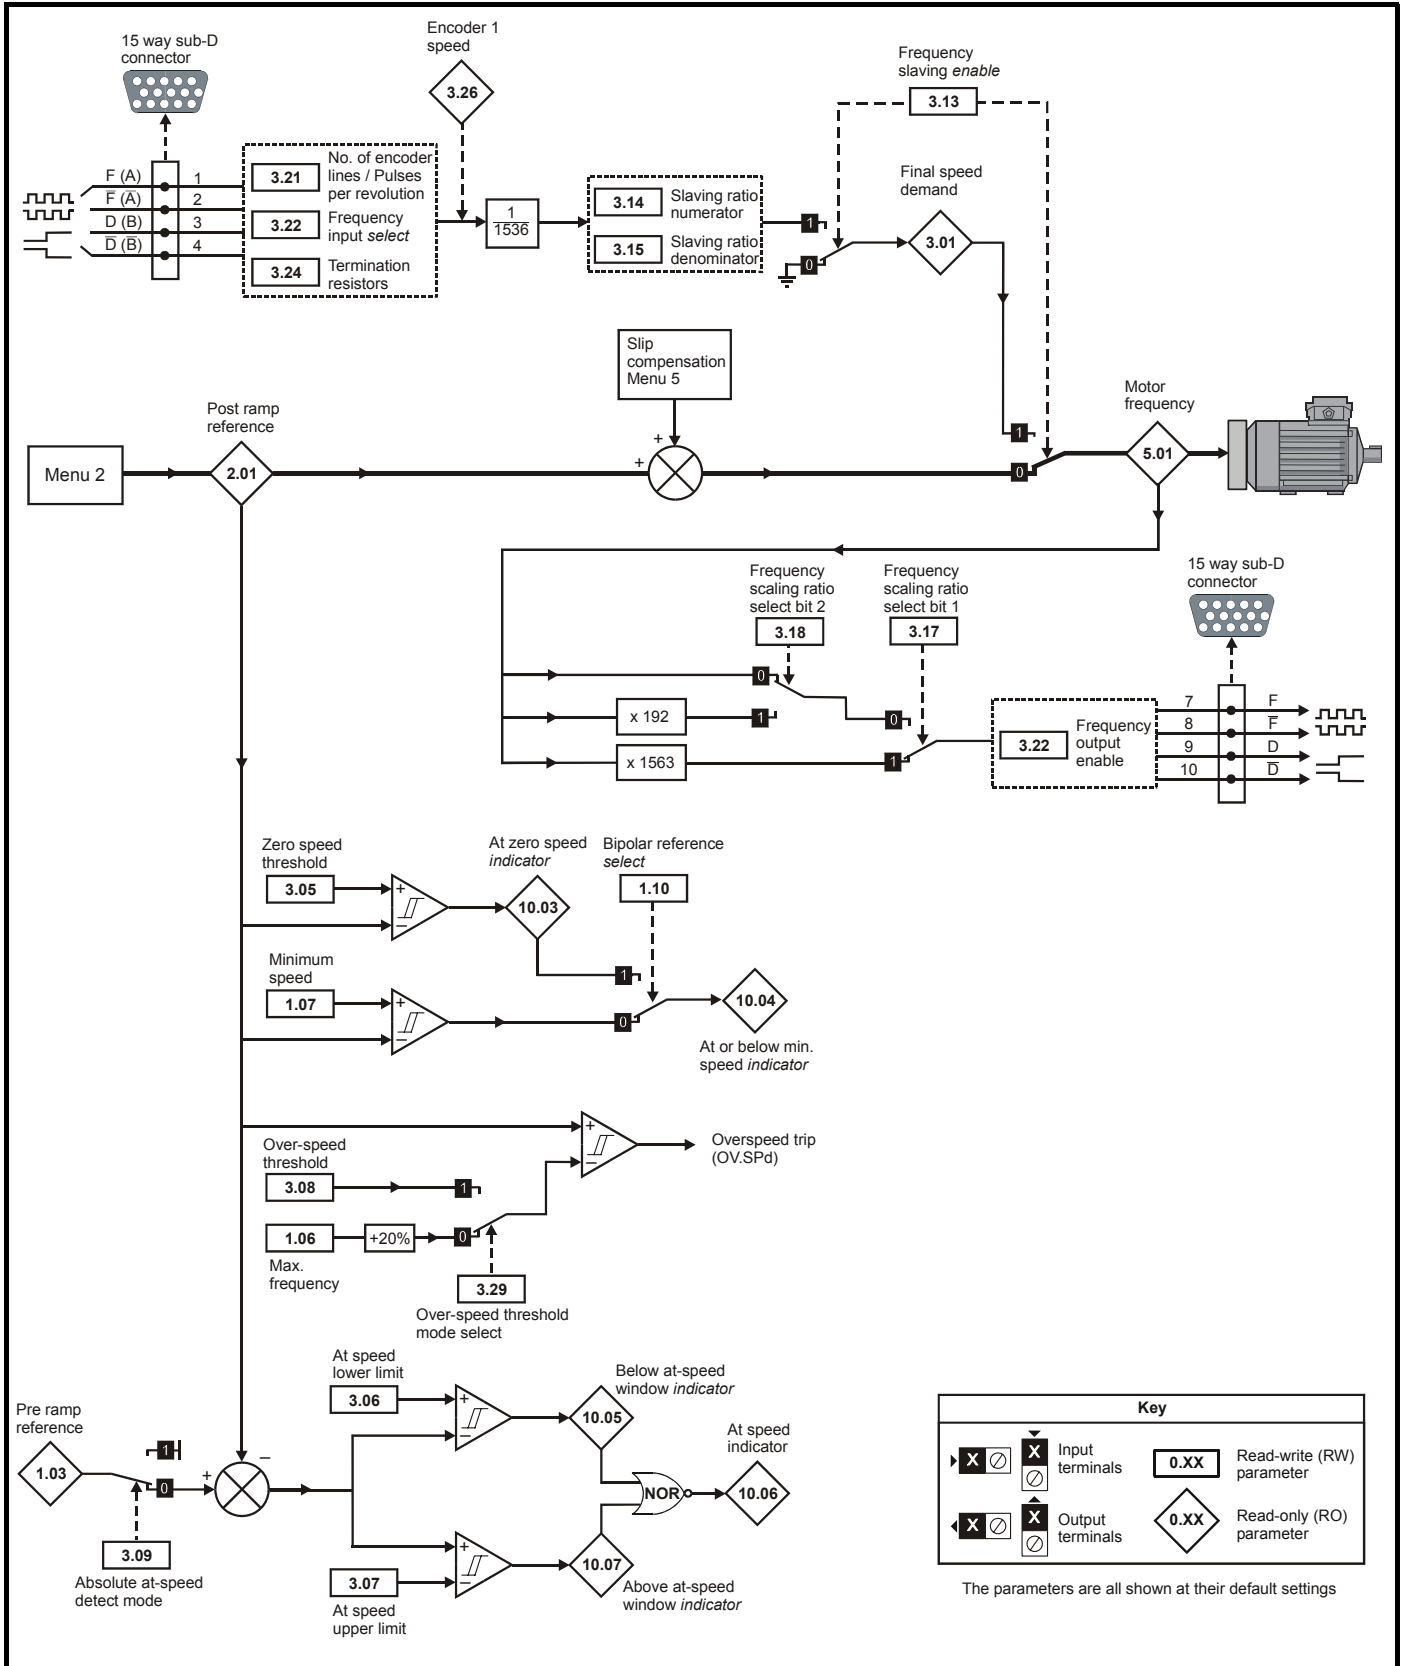 15 way sub-D
connector
Encoder 1
speed
3.26
Frequency
slaving enable
3.13
F (A)
F̅ (A̅)
D (B)
D̅ (B̅)
1
2
3
4
3.21
No. of encoder
lines / Pulses
per revolution
3.22
Frequency
input select
3.24
Termination
resistors
1
1536
3.14
Slaving ratio
numerator
3.15
Slaving ratio
denominator
1
0
Final speed
demand
3.01
Slip
compensation
Menu 5
Menu 2
Post ramp
reference
2.01
+
+
1
0
Motor
frequency
5.01
Frequency
scaling ratio
select bit 2
3.18
Frequency
scaling ratio
select bit 1
3.17
15 way sub-D
connector
0
x 192
1
0
x 1563
1
3.22
Frequency
output
enable
7
F
8
F̅
9
D
10
D̅
Zero speed
threshold
3.05
+
−
At zero speed
indicator
10.03
Bipolar reference
select
1.10
Minimum
speed
1.07
+
−
1
0
10.04
At or below min.
speed indicator
Over-speed
threshold
3.08
1
+
−
Overspeed trip
(OV.SPd)
1.06
+20%
0
Max.
frequency
3.29
Over-speed threshold
mode select
At speed
lower limit
3.06
+
−
Below at-speed
window indicator
10.05
Pre ramp
reference
1.03
1
0
+
−
3.09
Absolute at-speed
detect mode
NOR
At speed
indicator
10.06
+
−
3.07
At speed
upper limit
10.07
Above at-speed
window indicator
Key
X
X
Input
terminals
0.XX
Read-write (RW)
parameter
X
X
Output
terminals
0.XX
Read-only (RO)
parameter
The parameters are all shown at their default settings